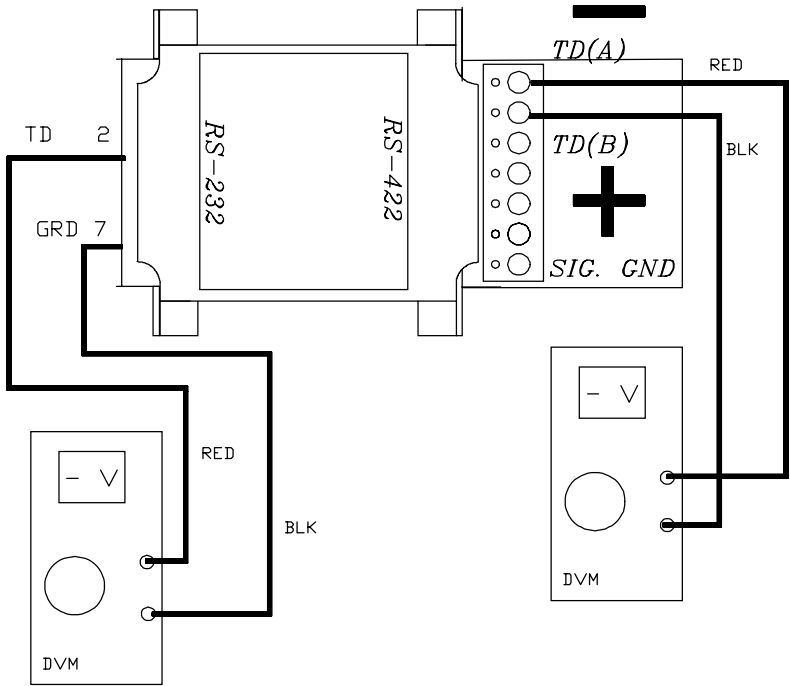 TD(A)
RED
TD 2
RS-232
RS-422
TD(B)
BLK
GRD 7
SIG. GND
- V
RED
- V
BLK
DVM
DVM